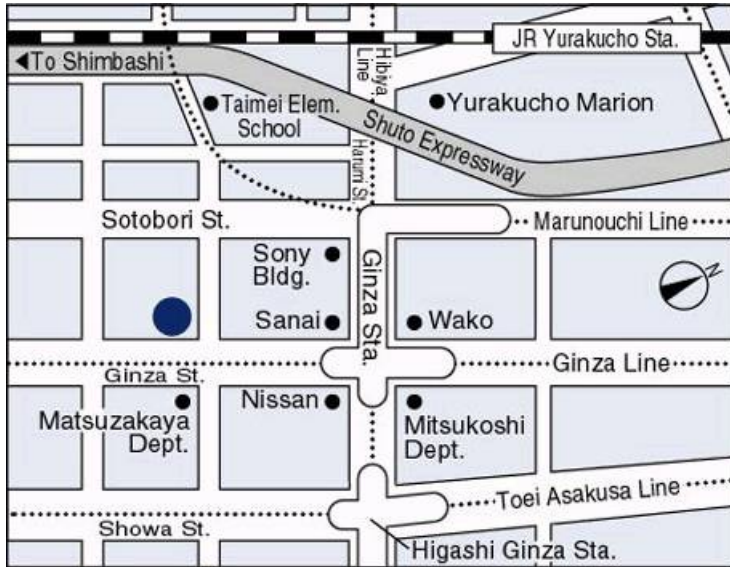 JR Yurakucho Sta.
To Shimbashi
Hibiya
Line
Taimei Elem.
School
Yurakucho Marion
Shuto Expressway
Harumi St.
Sotobori St.
Marunouchi Line
Sony
Bldg.
Ginza Sta.
N
Sanai
Wako
Ginza St.
Ginza Line
Matsuzakaya
Dept.
Nissan
Mitsukoshi
Dept.
Toei Asakusa Line
Showa St.
Higashi Ginza Sta.